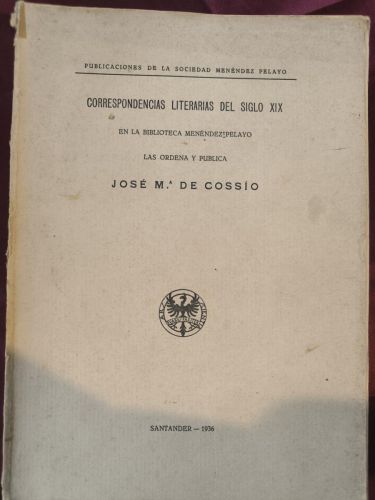 PUBLICACIONES DE LA SOCIEDAD MENÉNDEZ PELAYO
CORRESPONDENCIAS LITERARIAS DEL SIGLO XIX
EN LA BIBLIOTECA MENÉNDEZ PELAYO
LAS ORDENA Y PUBLICA
JOSÉ M.ª DE COSSÍO
SANTANDER — 1936